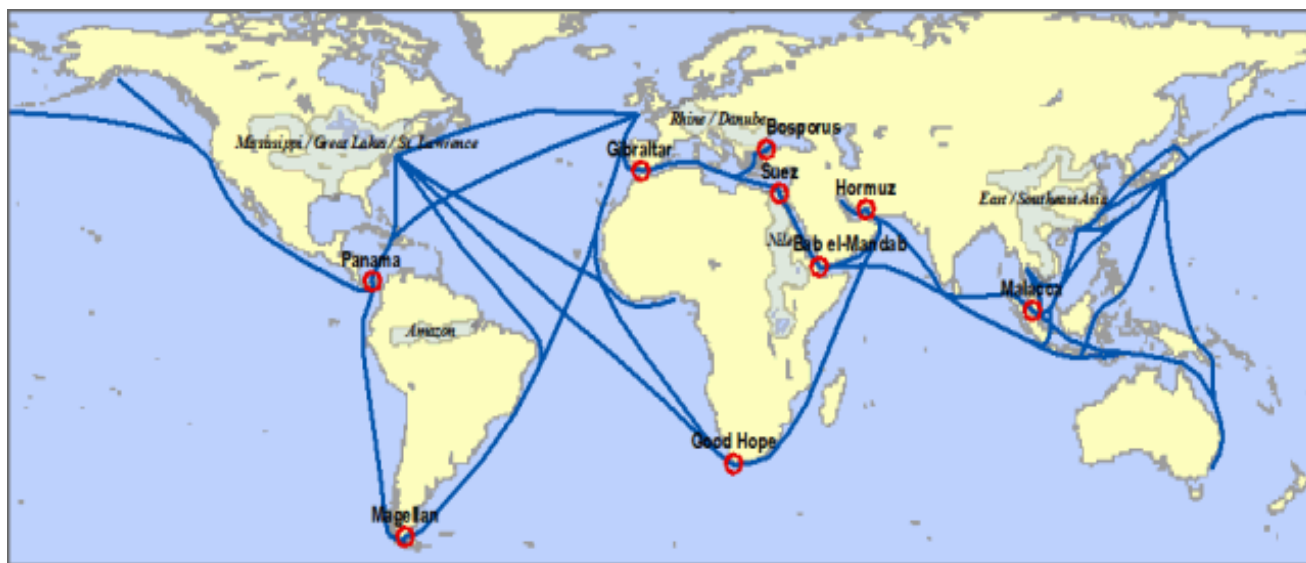 Rhine / Danube
Bosporus
Mississippi / Great Lakes / St. Lawrence
Gibraltar
Suez
Hormuz
East / Southeast Asia
Nile
Bab el-Mandab
Panama
Malacca
Amazon
Good Hope
Magellan